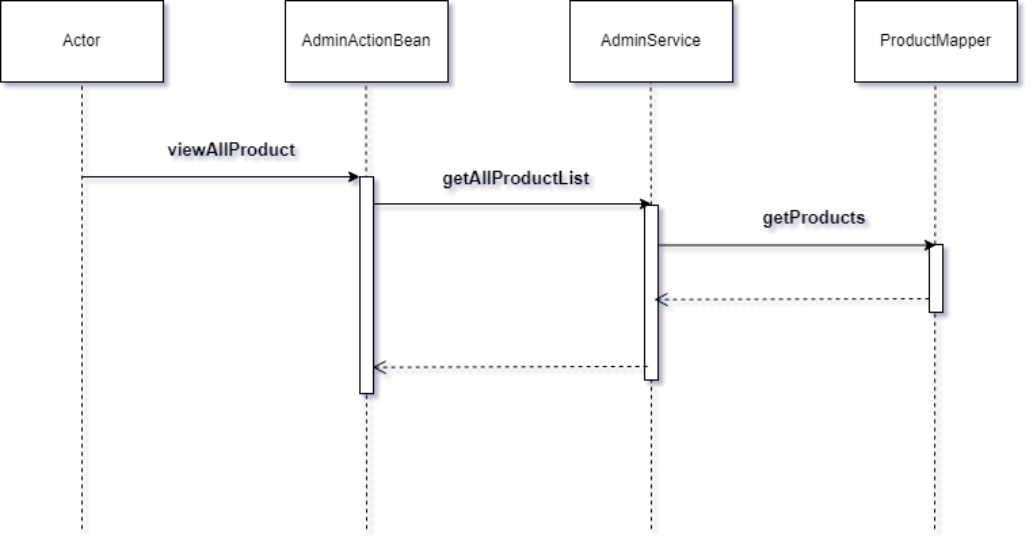 Actor
AdminActionBean
AdminService
ProductMapper
viewAllProduct
getAllProductList
getProducts